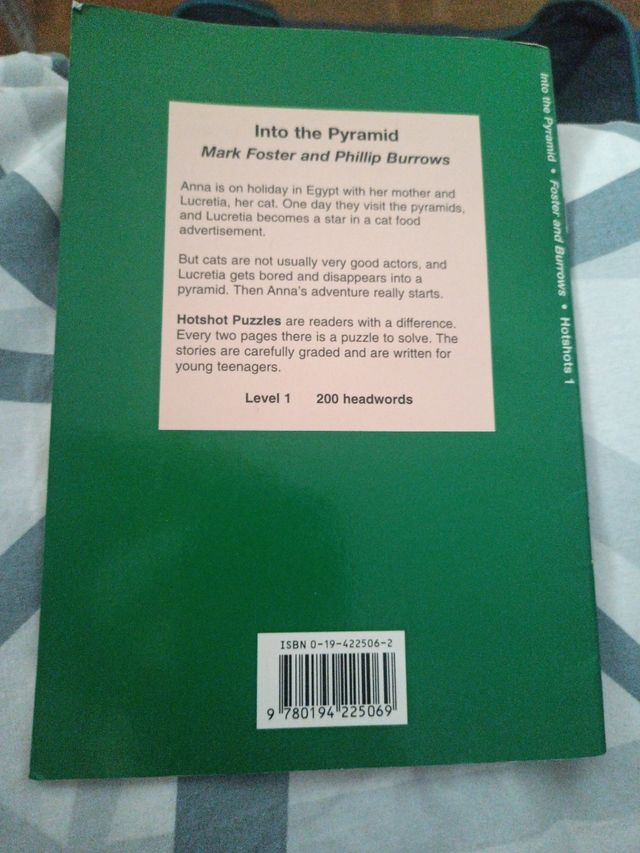 Into the Pyramid
Mark Foster and Phillip Burrows
Anna is on holiday in Egypt with her mother and
Lucretia, her cat. One day they visit the pyramids,
and Lucretia becomes a star in a cat food
advertisement.
But cats are not usually very good actors, and
Lucretia gets bored and disappears into a
pyramid. Then Anna's adventure really starts.
Hotshot Puzzles are readers with a difference.
Every two pages there is a puzzle to solve. The
stories are carefully graded and are written for
young teenagers.
Level 1 200 headwords
ISBN 0-19-422506-2
9 780194 225069
Into the Pyramid • Foster and Burrows • Hotshots 1